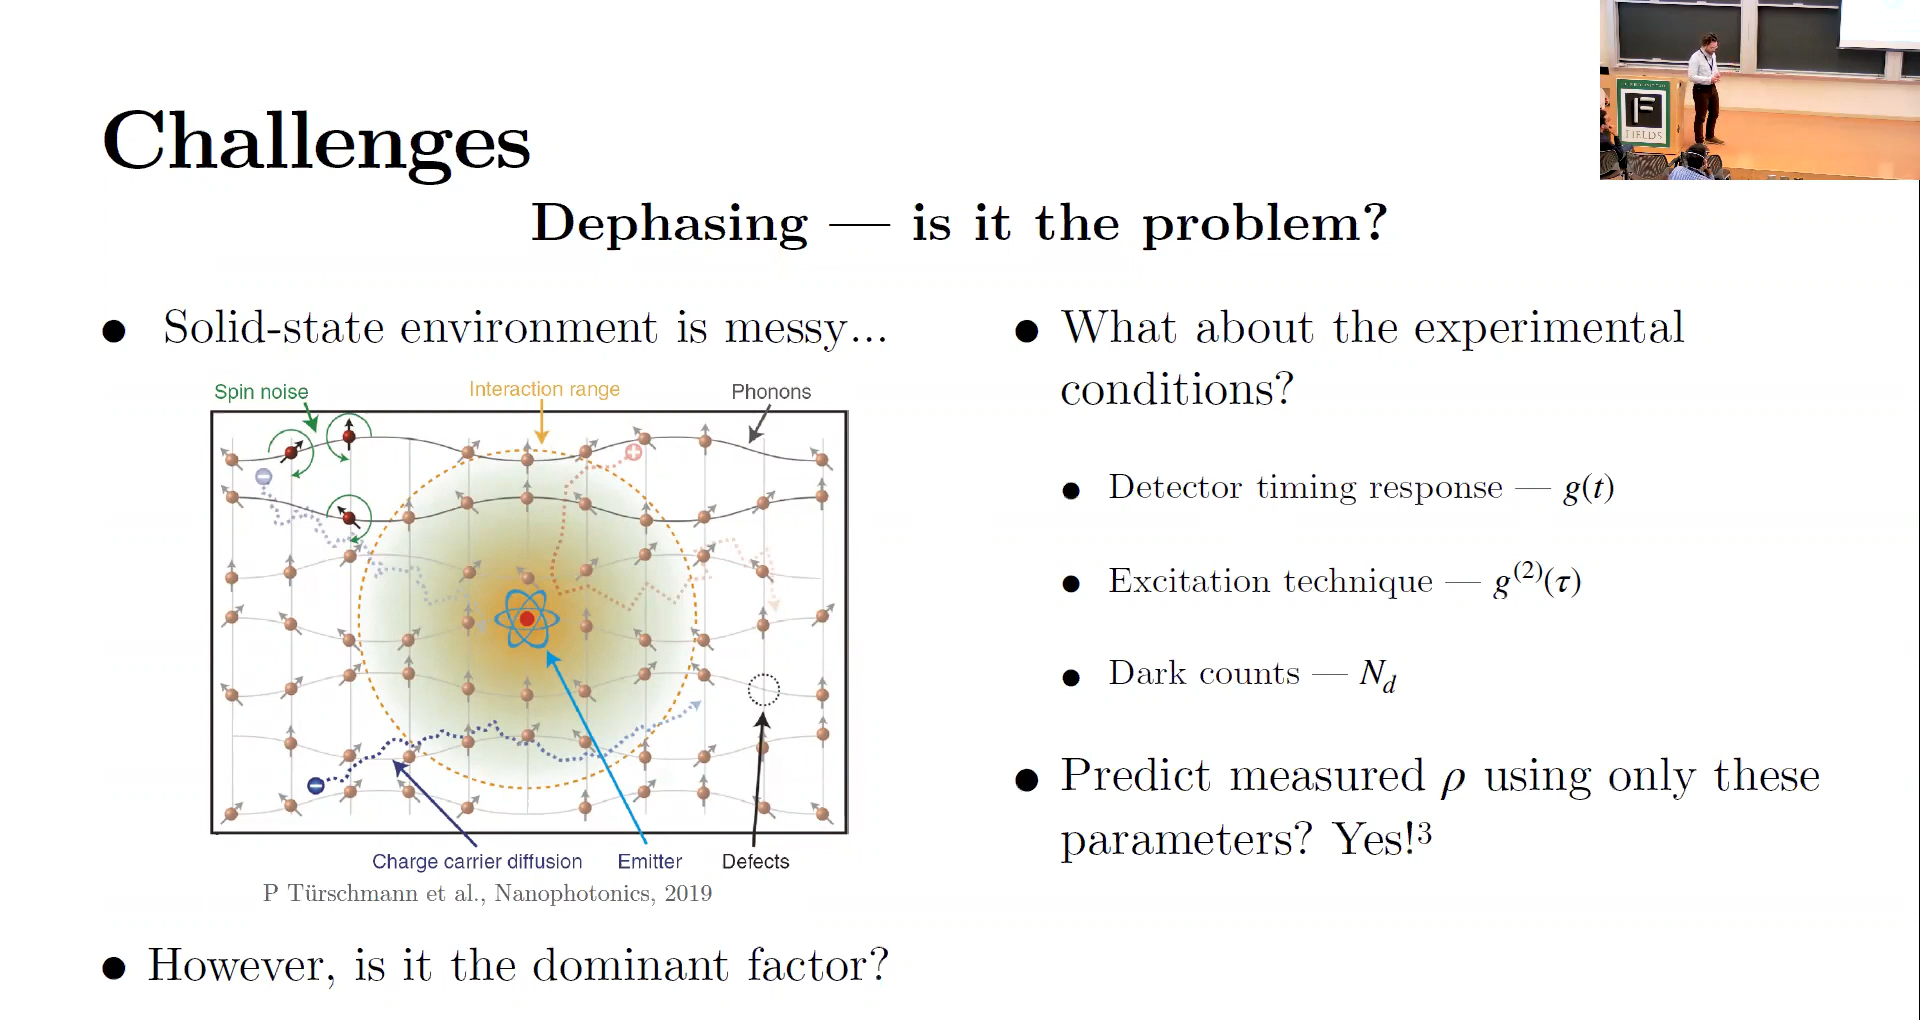 Challenges
Dephasing — is it the problem?
● Solid-state environment is messy...
Spin noise
Interaction range
Phonons
Charge carrier diffusion
Emitter
Defects
P Türschmann et al., Nanophotonics, 2019
● However, is it the dominant factor?
● What about the experimental
conditions?
● Detector timing response — g(t)
● Excitation technique — g⁽²⁾(τ)
● Dark counts — N_d
● Predict measured ρ using only these
parameters? Yes!³
F
FIELDS